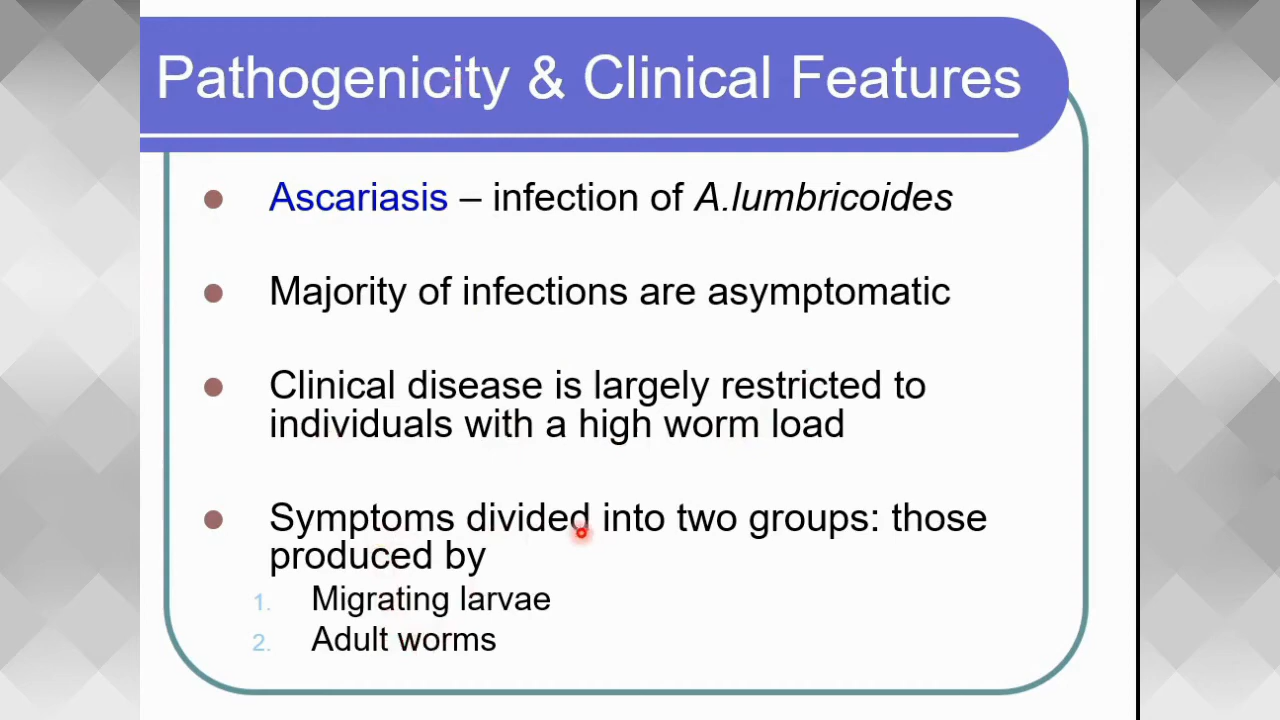 Pathogenicity & Clinical Features
Ascariasis – infection of A.lumbricoides
Majority of infections are asymptomatic
Clinical disease is largely restricted to
individuals with a high worm load
Symptoms divided into two groups: those
produced by
1. Migrating larvae
2. Adult worms